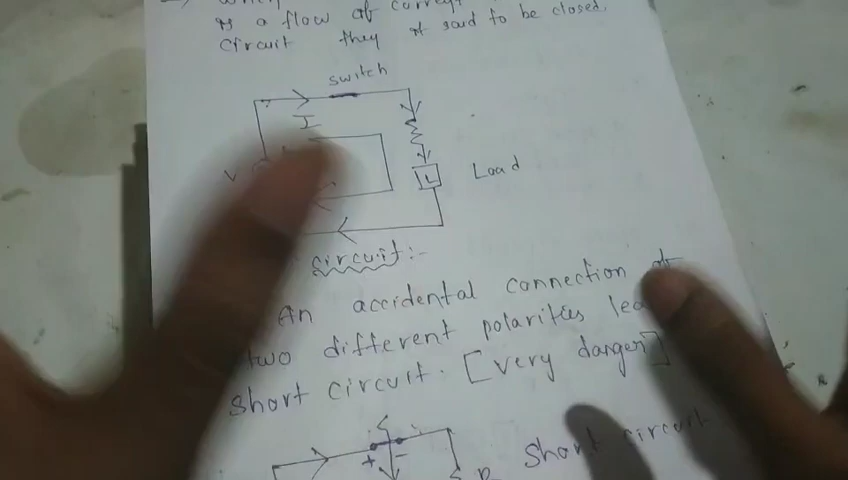 is a flow of current
circuit they is said to be closed.
switch
I
V
L
Load
circuit:-
An accidental connection of
two different polarities
short circuit. [very danger]
+ -
short circuit
R